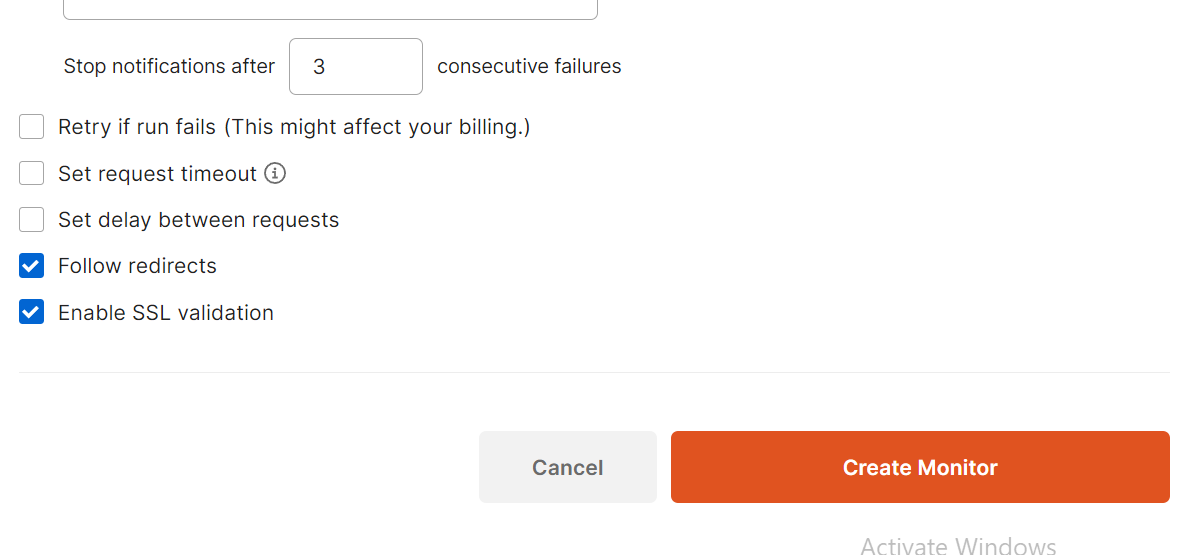 Stop notifications after 3 consecutive failures
Retry if run fails (This might affect your billing.)
Set request timeout
Set delay between requests
Follow redirects
Enable SSL validation
Cancel Create Monitor
Activate Windows